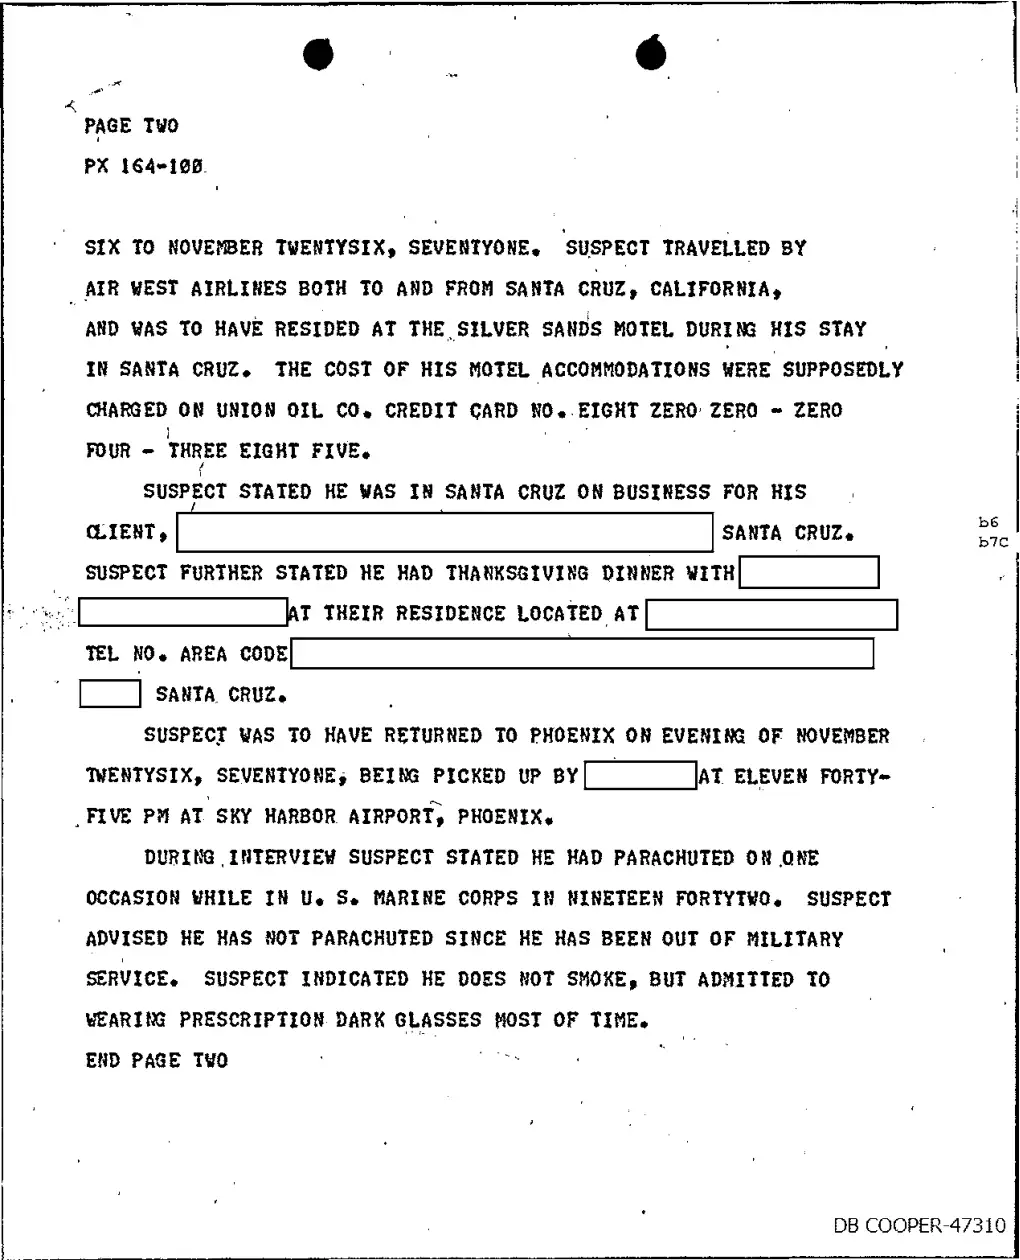 PAGE TWO
PX 164-100
SIX TO NOVEMBER TWENTYSIX, SEVENTYONE. SUSPECT TRAVELLED BY
AIR WEST AIRLINES BOTH TO AND FROM SANTA CRUZ, CALIFORNIA,
AND WAS TO HAVE RESIDED AT THE SILVER SANDS MOTEL DURING HIS STAY
IN SANTA CRUZ. THE COST OF HIS MOTEL ACCOMMODATIONS WERE SUPPOSEDLY
CHARGED ON UNION OIL CO. CREDIT CARD NO. EIGHT ZERO ZERO - ZERO
FOUR - THREE EIGHT FIVE.
SUSPECT STATED HE WAS IN SANTA CRUZ ON BUSINESS FOR HIS
CLIENT, SANTA CRUZ.
b6
b7C
SUSPECT FURTHER STATED HE HAD THANKSGIVING DINNER WITH
AT THEIR RESIDENCE LOCATED AT
TEL NO. AREA CODE
SANTA CRUZ.
SUSPECT WAS TO HAVE RETURNED TO PHOENIX ON EVENING OF NOVEMBER
TWENTYSIX, SEVENTYONE, BEING PICKED UP BY AT ELEVEN FORTY-
FIVE PM AT SKY HARBOR AIRPORT, PHOENIX.
DURING INTERVIEW SUSPECT STATED HE HAD PARACHUTED ON ONE
OCCASION WHILE IN U. S. MARINE CORPS IN NINETEEN FORTYTWO. SUSPECT
ADVISED HE HAS NOT PARACHUTED SINCE HE HAS BEEN OUT OF MILITARY
SERVICE. SUSPECT INDICATED HE DOES NOT SMOKE, BUT ADMITTED TO
WEARING PRESCRIPTION DARK GLASSES MOST OF TIME.
END PAGE TWO
DB COOPER-47310